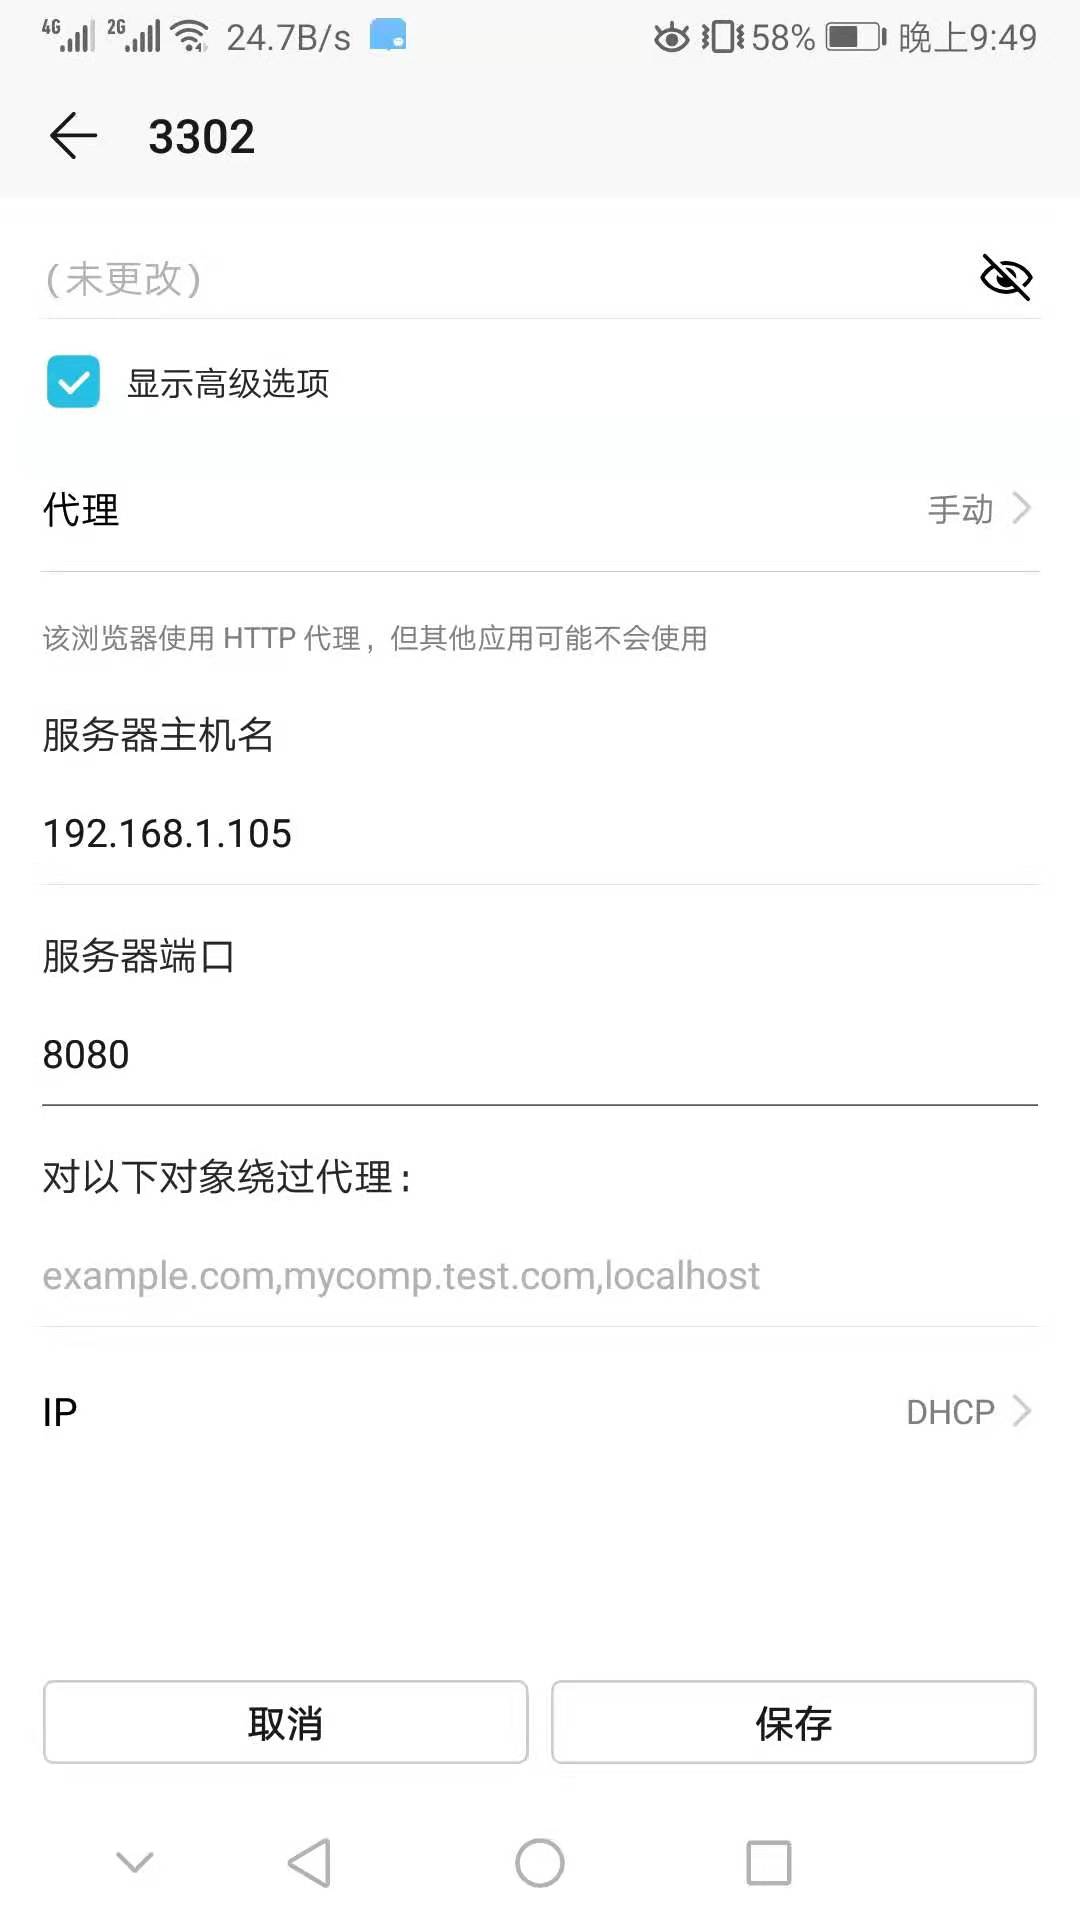 4G 2G 24.7B/s 58% 晚上9:49
3302
(未更改)
显示高级选项
代理 手动
该浏览器使用 HTTP 代理，但其他应用可能不会使用
服务器主机名
192.168.1.105
服务器端口
8080
对以下对象绕过代理：
example.com,mycomp.test.com,localhost
IP DHCP
取消 保存